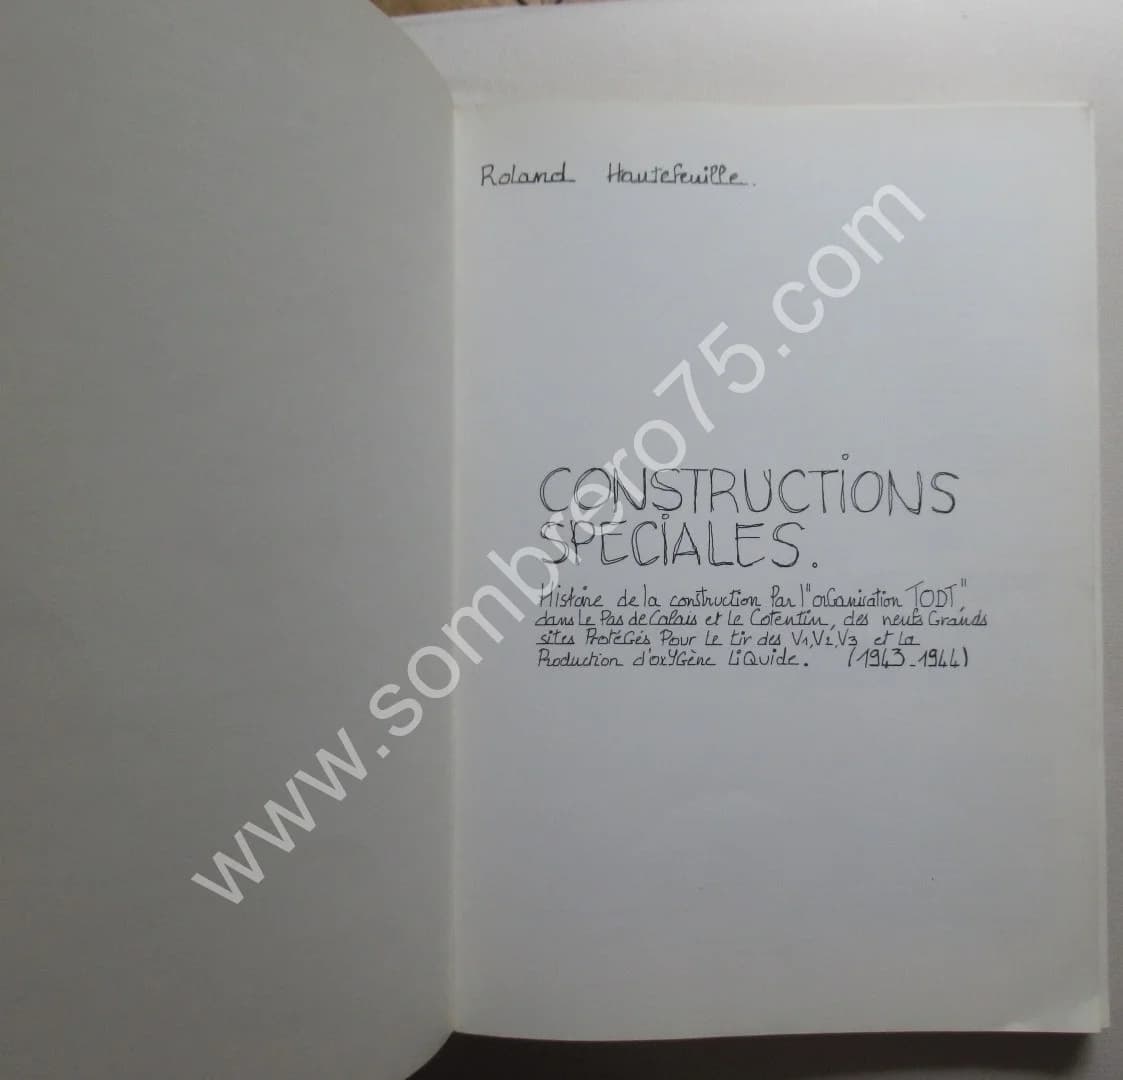 Roland Hautefeuille.
CONSTRUCTiONS
SPECiALES.
Histoire de la construction Par l'"orGanisation TODT",
dans Le Pas de Calais et Le Cotentin, des neufs Grands
sites ProtéGés Pour Le tir des V1, V2, V3 et La
Production d'oxYGène LiQuide. (1943-1944)
www.sombrero75.com